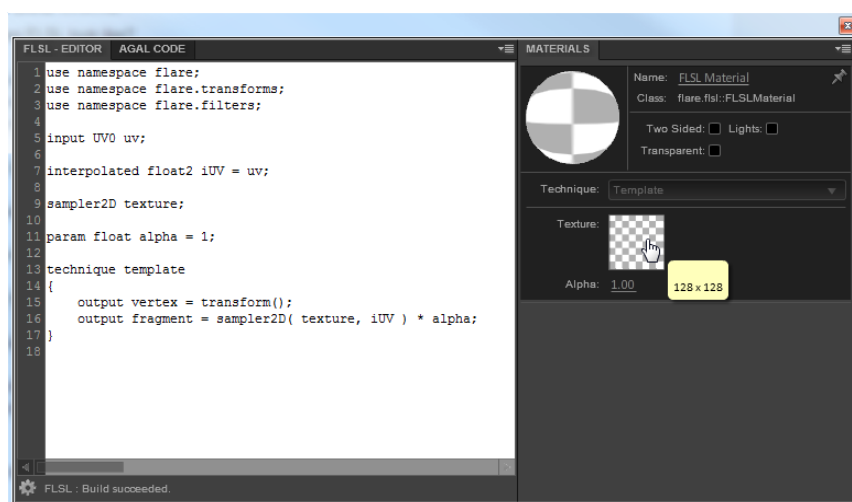 FLSL - EDITOR AGAL CODE
1 use namespace flare;
2 use namespace flare.transforms;
3 use namespace flare.filters;
4
5 input UV0 uv;
6
7 interpolated float2 iUV = uv;
8
9 sampler2D texture;
10
11 param float alpha = 1;
12
13 technique template
14 {
15     output vertex = transform();
16     output fragment = sampler2D( texture, iUV ) * alpha;
17 }
18
FLSL : Build succeeded.
MATERIALS
Name: FLSL Material
Class: flare.flsl::FLSLMaterial
Two Sided: Lights:
Transparent:
Technique: Template
Texture:
128 x 128
Alpha: 1.00